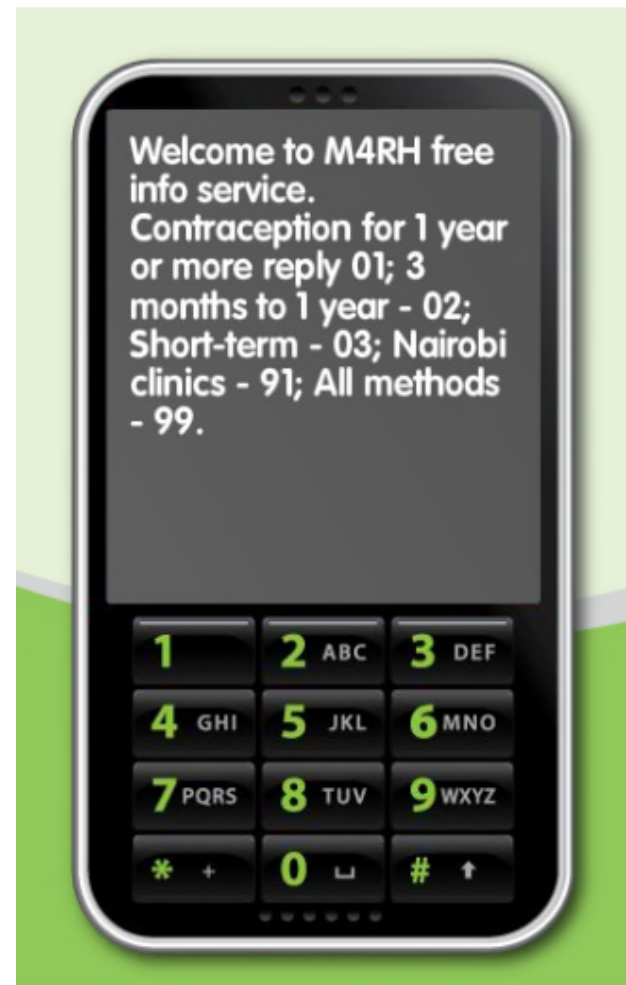 Welcome to M4RH free
info service.
Contraception for 1 year
or more reply 01; 3
months to 1 year - 02;
Short-term - 03; Nairobi
clinics - 91; All methods
- 99.
1 2 ABC 3 DEF
4 GHI 5 JKL 6 MNO
7 PQRS 8 TUV 9 WXYZ
* + 0 ␣ # ⬆